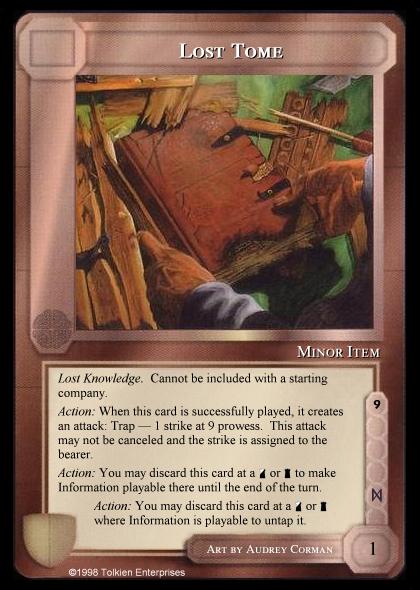 Lost Tome
Minor Item
Lost Knowledge. Cannot be included with a starting
company.
Action: When this card is successfully played, it creates
an attack: Trap — 1 strike at 9 prowess. This attack
may not be canceled and the strike is assigned to the
bearer.
Action: You may discard this card at a or to make
Information playable there until the end of the turn.
Action: You may discard this card at a or
where Information is playable to untap it.
9
Art by Audrey Corman
1
©1998 Tolkien Enterprises